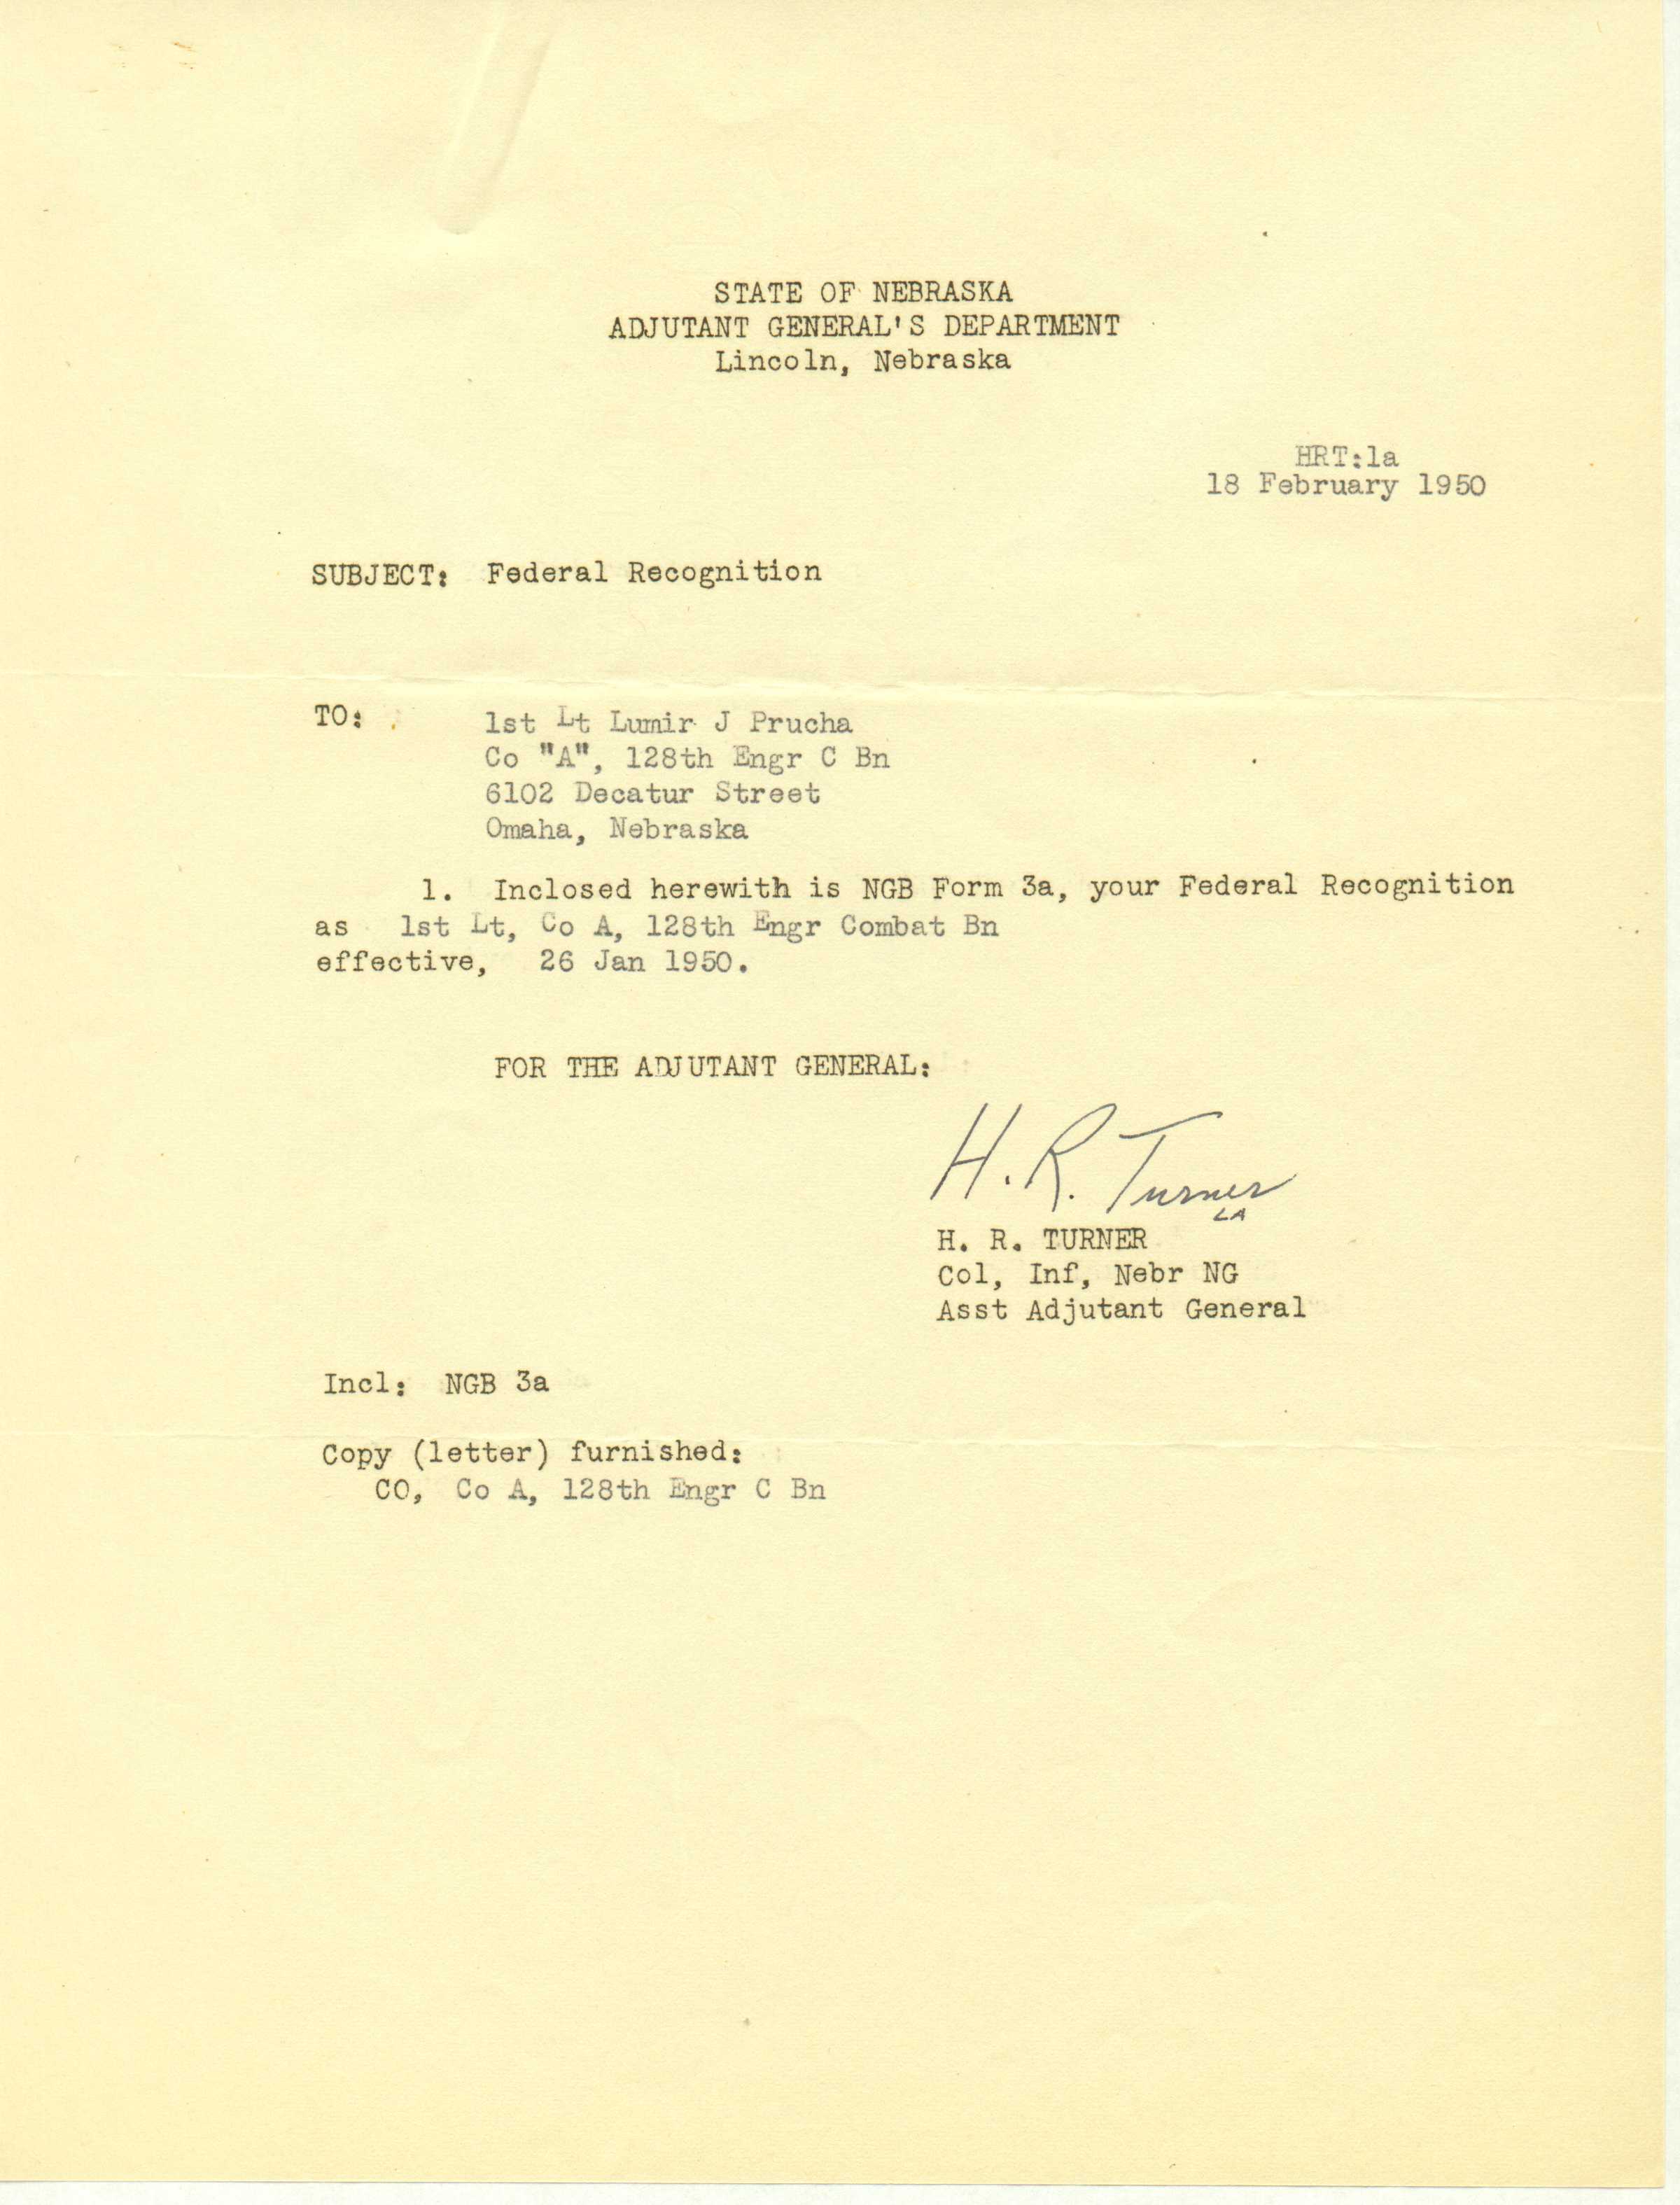 STATE OF NEBRASKA
ADJUTANT GENERAL'S DEPARTMENT
Lincoln, Nebraska
HRT:la
18 February 1950
SUBJECT: Federal Recognition
TO: 1st Lt Lumir J Prucha
Co "A", 128th Engr C Bn
6102 Decatur Street
Omaha, Nebraska
1. Inclosed herewith is NGB Form 3a, your Federal Recognition
as 1st Lt, Co A, 128th Engr Combat Bn
effective, 26 Jan 1950.
FOR THE ADJUTANT GENERAL:
H. R. Turner
LA
H. R. TURNER
Col, Inf, Nebr NG
Asst Adjutant General
Incl: NGB 3a
Copy (letter) furnished:
CO, Co A, 128th Engr C Bn